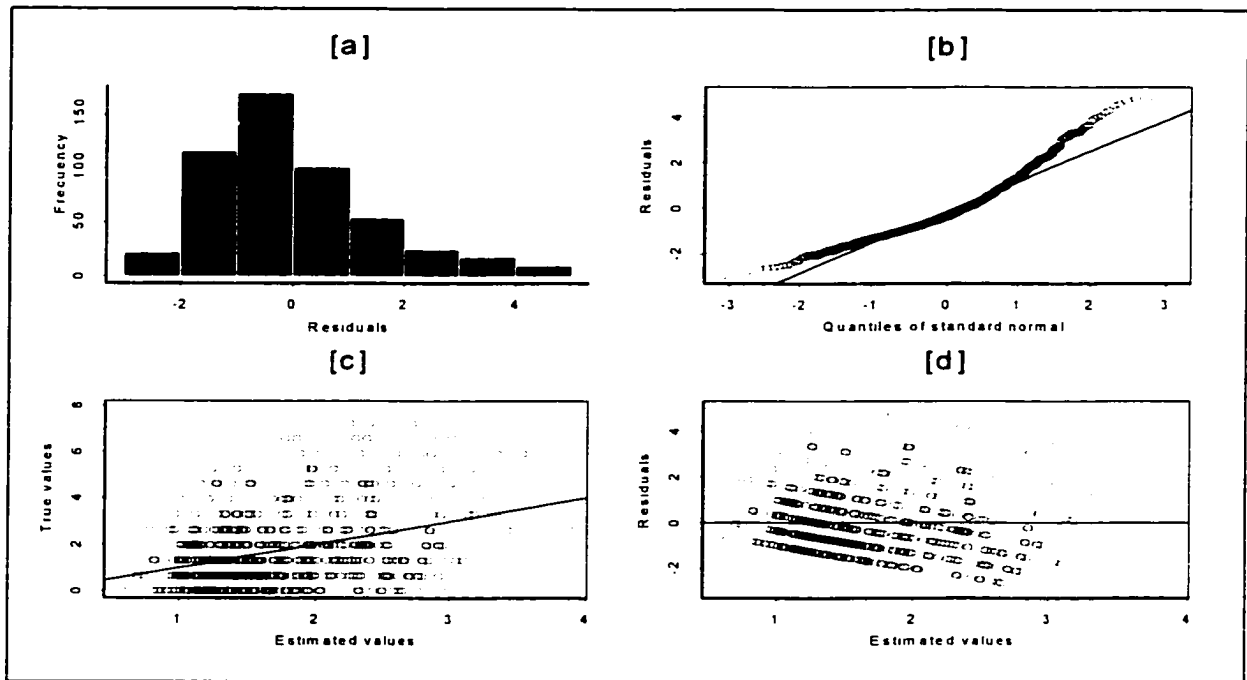 [a]
150
100
50
0
Frecuency
-2 0 2 4
Residuals
[b]
4
2
0
-2
Residuals
-3 -2 -1 0 1 2 3
Quantiles of standard normal
[c]
8
6
4
2
0
True values
1 2 3 4
Estimated values
[d]
4
2
0
-2
Residuals
1 2 3 4
Estimated values